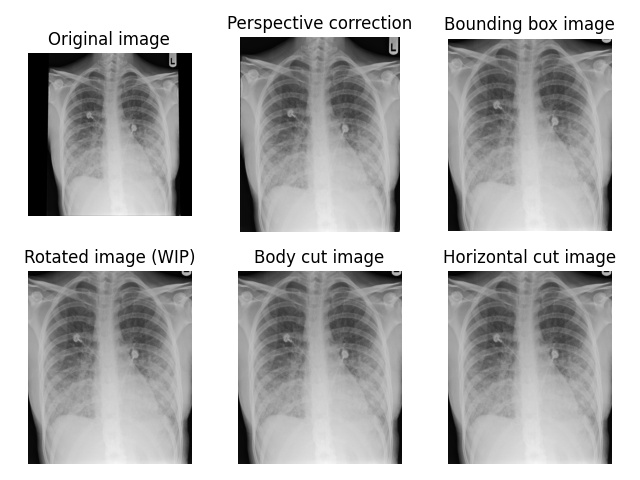 Original image
L
Perspective correction
L
Bounding box image
Rotated image (WIP)
Body cut image
Horizontal cut image